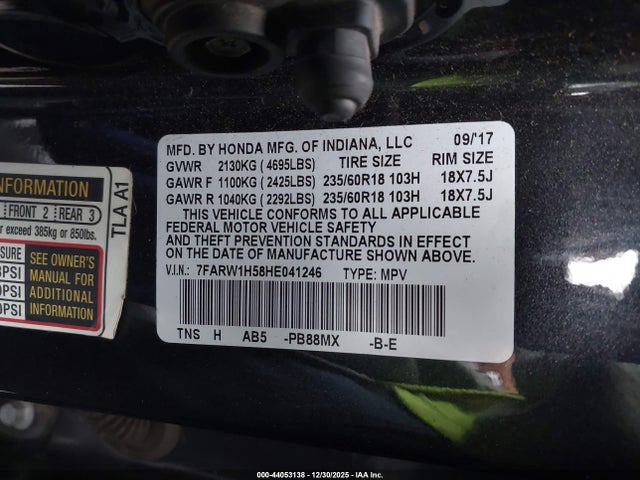 MFD. BY HONDA MFG. OF INDIANA, LLC 09/'17
GVWR 2130KG ( 4695LBS) TIRE SIZE RIM SIZE
GAWR F 1100KG ( 2425LBS) 235/60R18 103H 18X7.5J
GAWR R 1040KG ( 2292LBS) 235/60R18 103H 18X7.5J
THIS VEHICLE CONFORMS TO ALL APPLICABLE
FEDERAL MOTOR VEHICLE SAFETY
AND THEFT PREVENTION STANDARDS IN EFFECT
ON THE DATE OF MANUFACTURE SHOWN ABOVE.
V.I.N.: 7FARW1H58HE041246 TYPE: MPV
TNS H AB5 -PB88MX -B-E
INFORMATION
FRONT 2 REAR 3
exceed 385kg or 850lbs.
TLA A1
SEE OWNER'S
MANUAL FOR
ADDITIONAL
INFORMATION
PSI
PSI
PSI
000-44053138 - 12/30/2025 - IAA Inc.